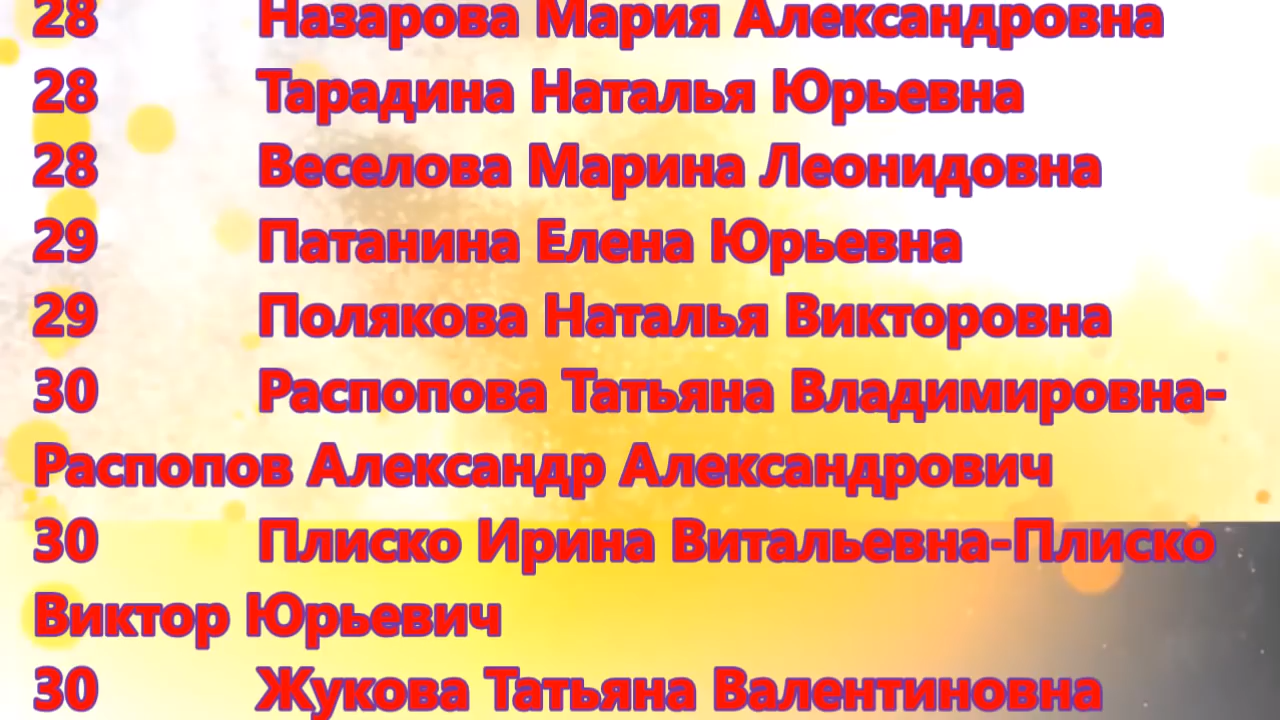 28 Назарова Мария Александровна
28 Тарадина Наталья Юрьевна
28 Веселова Марина Леонидовна
29 Патанина Елена Юрьевна
29 Полякова Наталья Викторовна
30 Распопова Татьяна Владимировна-
Распопов Александр Александрович
30 Плиско Ирина Витальевна-Плиско
Виктор Юрьевич
30 Жукова Татьяна Валентиновна